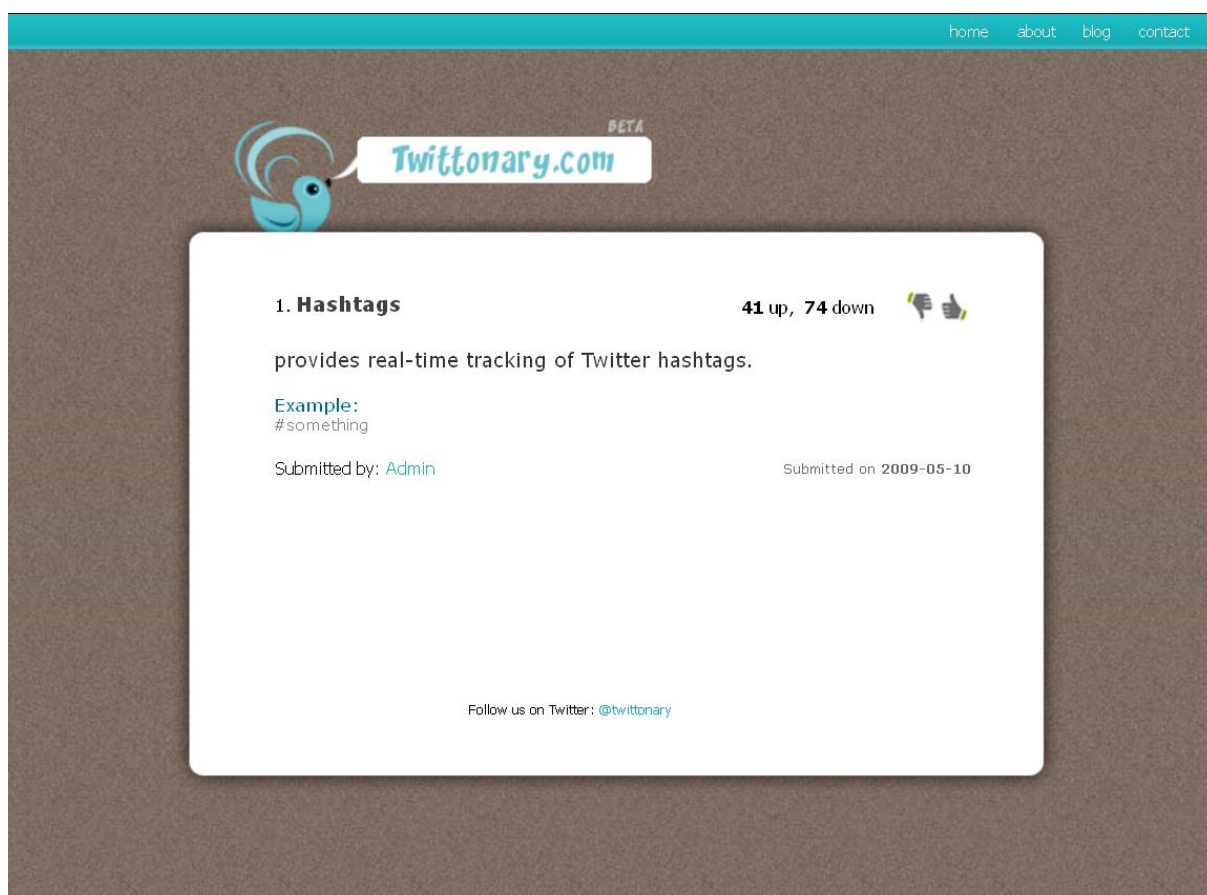 home about blog contact
BETA
Twittonary.com
1. Hashtags 41 up, 74 down
provides real-time tracking of Twitter hashtags.
Example:
#something
Submitted by: Admin Submitted on 2009-05-10
Follow us on Twitter: @twittonary